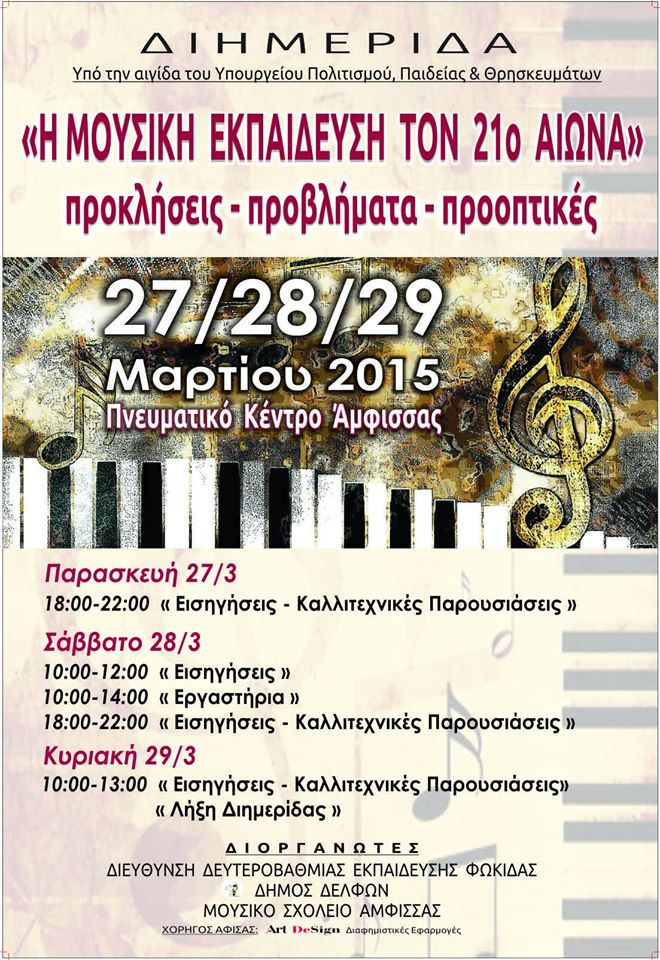 ΔΙΗΜΕΡΙΔΑ
Υπό την αιγίδα του Υπουργείου Πολιτισμού, Παιδείας & Θρησκευμάτων
«Η ΜΟΥΣΙΚΗ ΕΚΠΑΙΔΕΥΣΗ ΤΟΝ 21ο ΑΙΩΝΑ»
προκλήσεις - προβλήματα - προοπτικές
27/28/29
Μαρτίου 2015
Πνευματικό Κέντρο Άμφισσας
Παρασκευή 27/3
18:00-22:00 « Εισηγήσεις - Καλλιτεχνικές Παρουσιάσεις »
Σάββατο 28/3
10:00-12:00 « Εισηγήσεις »
10:00-14:00 « Εργαστήρια »
18:00-22:00 « Εισηγήσεις - Καλλιτεχνικές Παρουσιάσεις »
Κυριακή 29/3
10:00-13:00 « Εισηγήσεις - Καλλιτεχνικές Παρουσιάσεις»
« Λήξη Διημερίδας »
ΔΙΟΡΓΑΝΩΤΕΣ
ΔΙΕΥΘΥΝΣΗ ΔΕΥΤΕΡΟΒΑΘΜΙΑΣ ΕΚΠΑΙΔΕΥΣΗΣ ΦΩΚΙΔΑΣ
ΔΗΜΟΣ ΔΕΛΦΩΝ
ΜΟΥΣΙΚΟ ΣΧΟΛΕΙΟ ΑΜΦΙΣΣΑΣ
ΧΟΡΗΓΟΣ ΑΦΙΣΑΣ: Art DeSign Διαφημιστικές Εφαρμογές